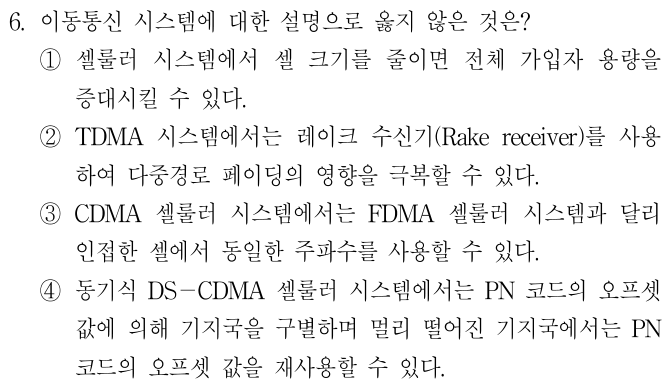 6. 이동통신 시스템에 대한 설명으로 옳지 않은 것은?
① 셀룰러 시스템에서 셀 크기를 줄이면 전체 가입자 용량을
증대시킬 수 있다.
② TDMA 시스템에서는 레이크 수신기(Rake receiver)를 사용
하여 다중경로 페이딩의 영향을 극복할 수 있다.
③ CDMA 셀룰러 시스템에서는 FDMA 셀룰러 시스템과 달리
인접한 셀에서 동일한 주파수를 사용할 수 있다.
④ 동기식 DS-CDMA 셀룰러 시스템에서는 PN 코드의 오프셋
값에 의해 기지국을 구별하며 멀리 떨어진 기지국에서는 PN
코드의 오프셋 값을 재사용할 수 있다.